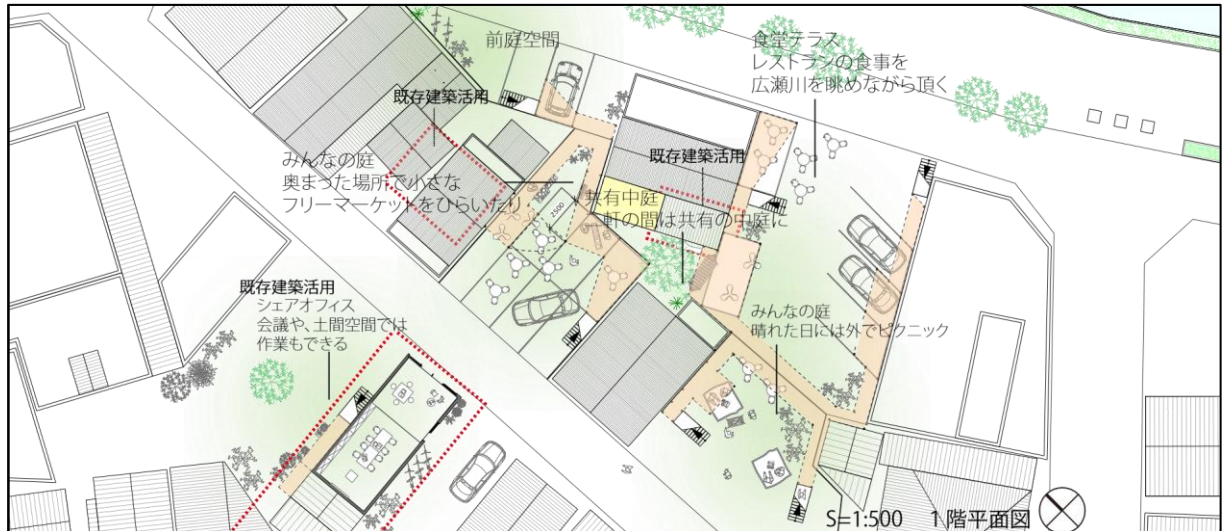 前庭空間
食堂テラス
レストランの食事を
広瀬川を眺めながら頂く
既存建築活用
みんなの庭
奥まった場所で小さな
フリーマーケットをひらいたり
既存建築活用
共有中庭
二軒の間は共有の中庭に
2500
既存建築活用
シェアオフィス
会議や、土間空間では
作業もできる
みんなの庭
晴れた日には外でピクニック
S=1:500 1階平面図